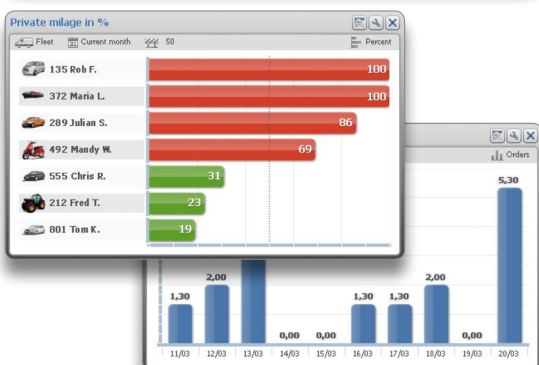 Private milage in %
Fleet 31 Current month 50 Percent
135 Rob F. 100
372 Maria L. 100
289 Julian S. 86
492 Mandy W. 69
555 Chris R. 31
212 Fred T. 23
801 Tom K. 19
Orders
5,30
2,00 2,00
1,30 1,30 1,30
0,00 0,00 0,00
11/03 12/03 13/03 14/03 15/03 16/03 17/03 18/03 19/03 20/03